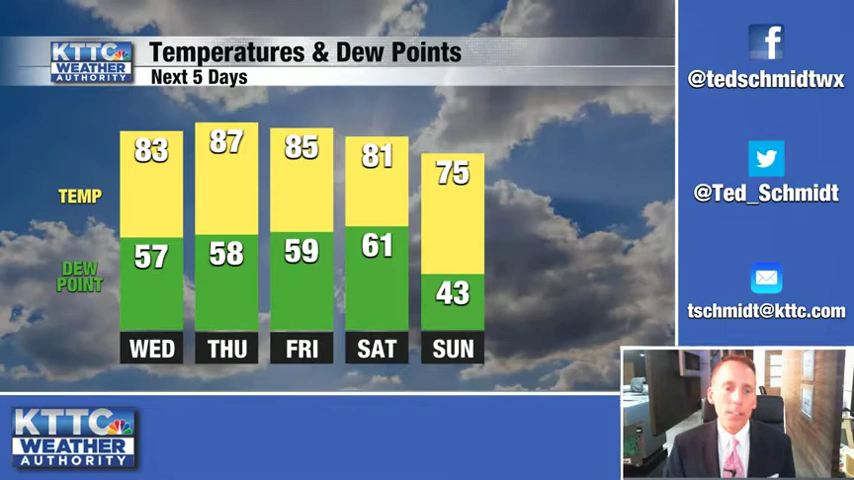 KTTC
WEATHER
AUTHORITY
Temperatures & Dew Points
Next 5 Days
83
87
85
81
75
TEMP
57
58
59
61
43
DEW
POINT
WED
THU
FRI
SAT
SUN
@tedschmidtwx
@Ted_Schmidt
tschmidt@kttc.com
KTTC
WEATHER
AUTHORITY